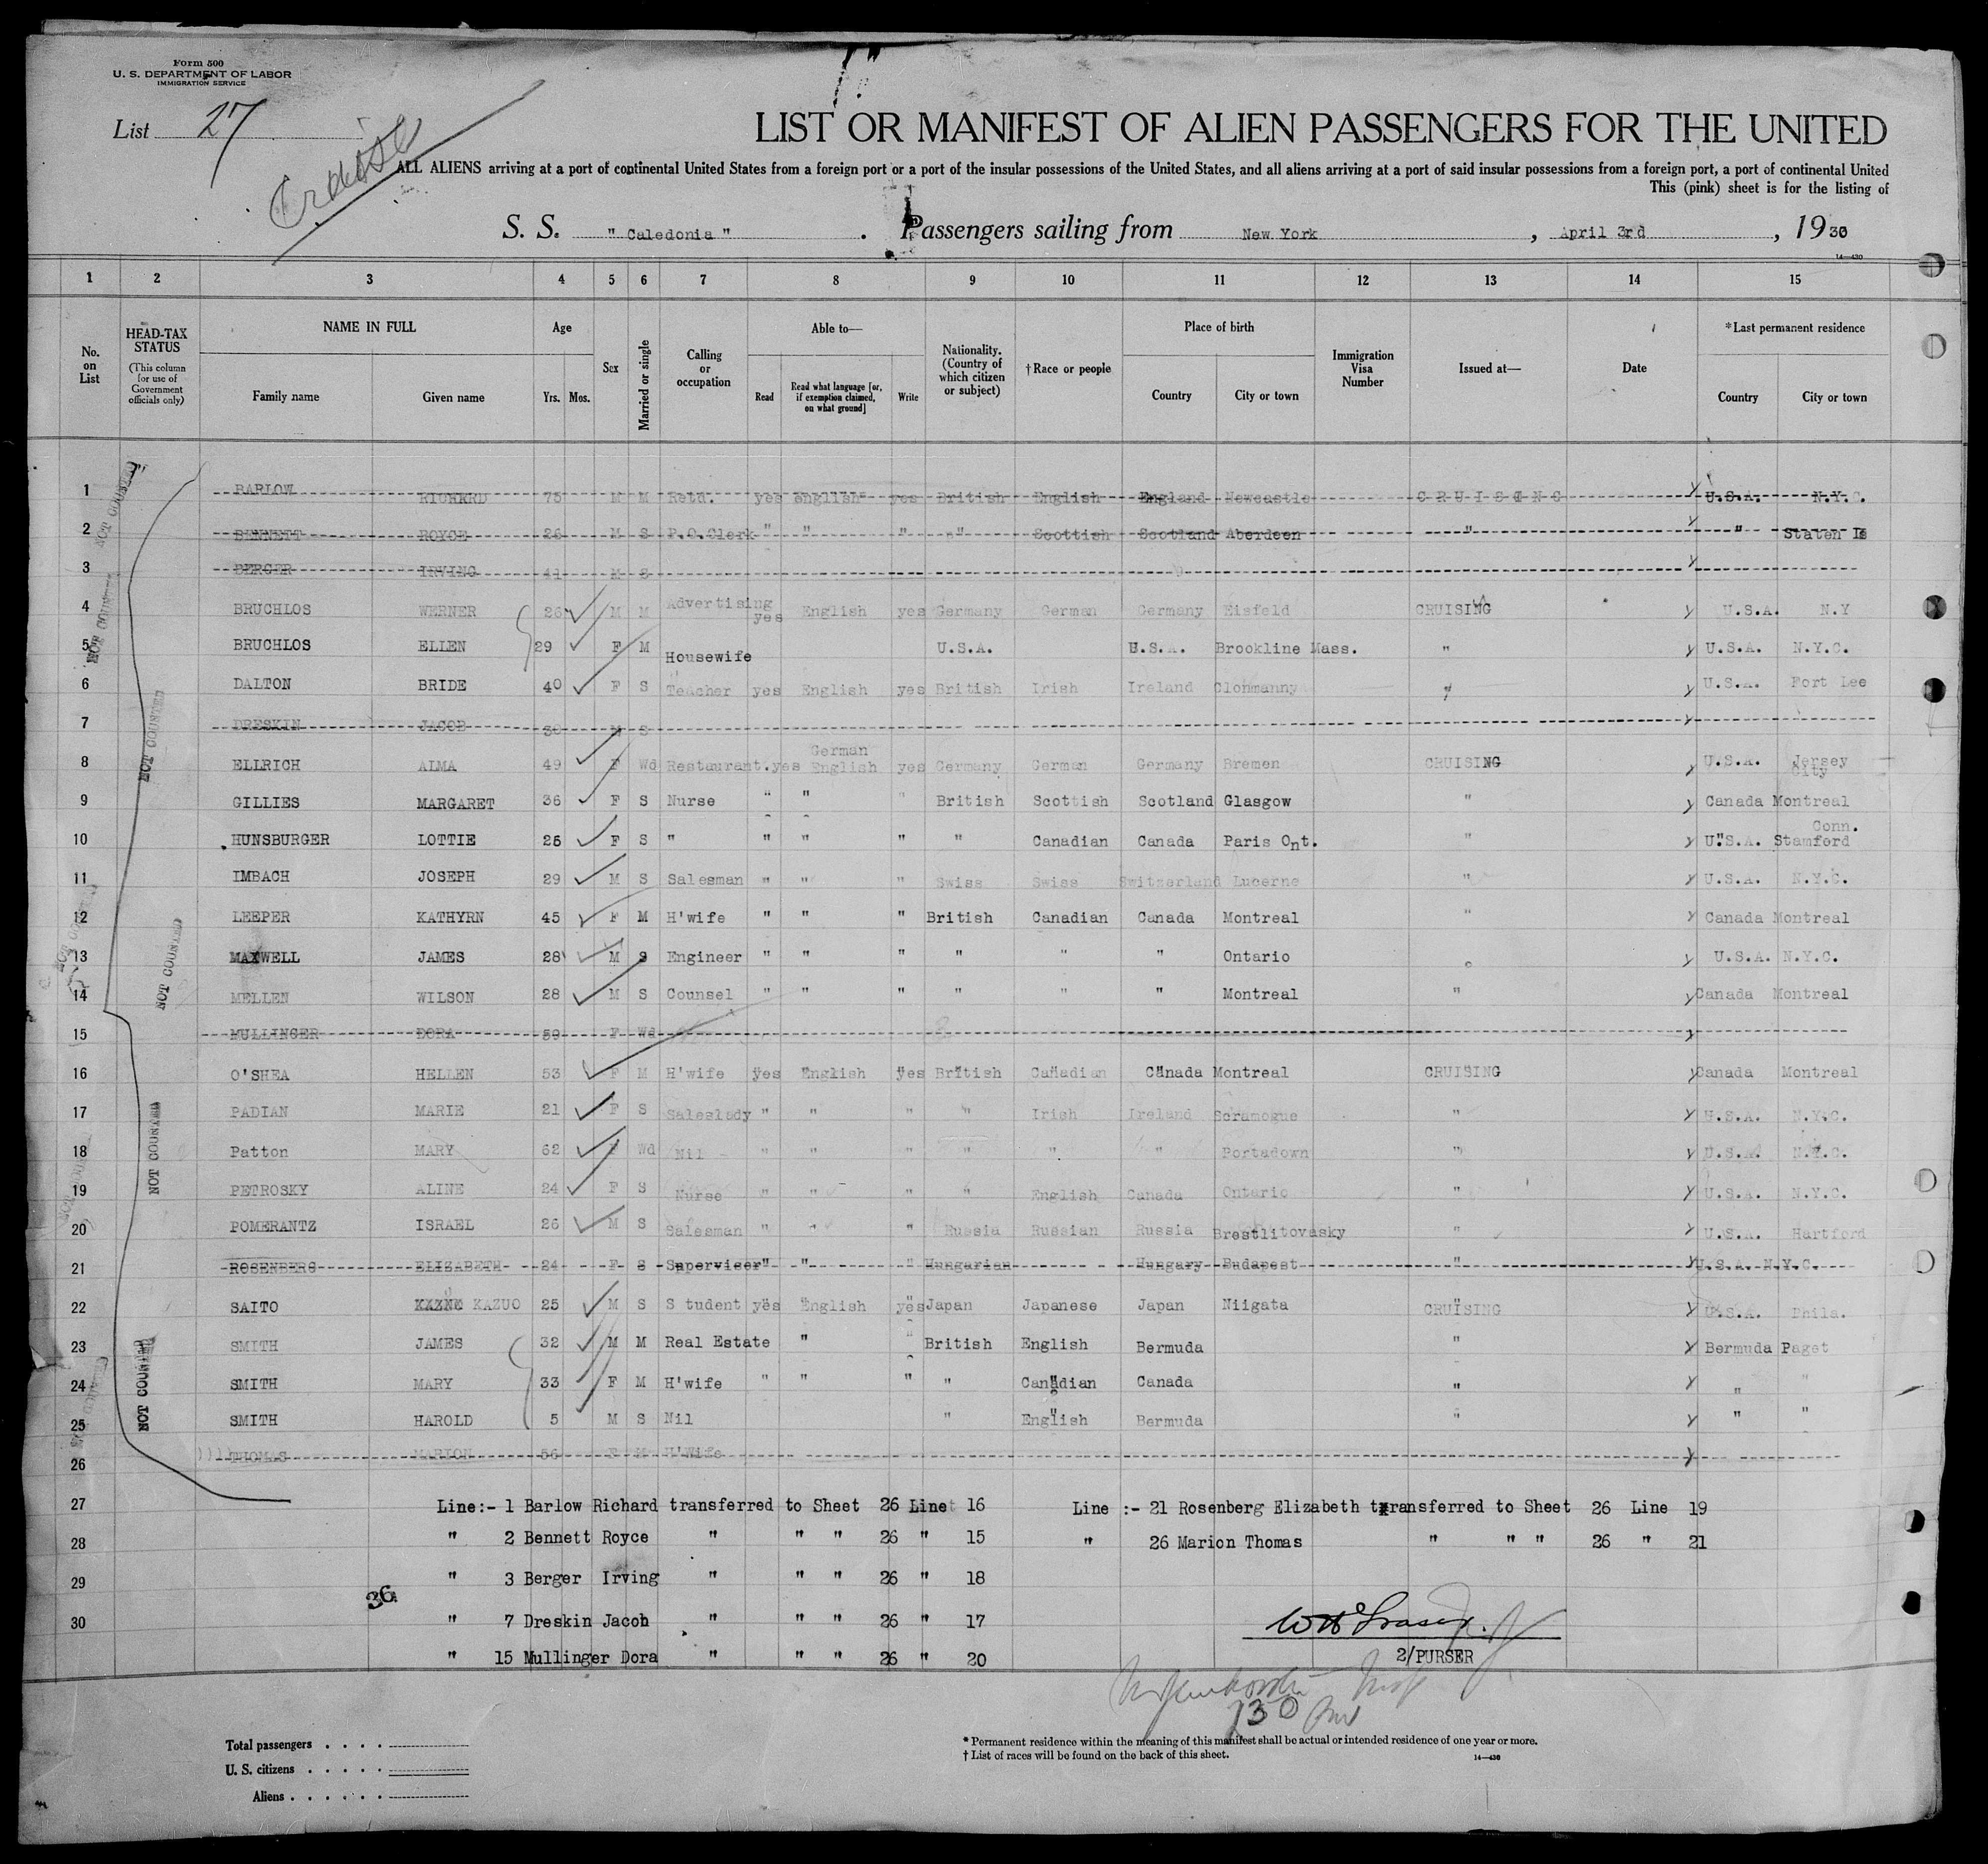 Form 500
U. S. DEPARTMENT OF LABOR
IMMIGRATION SERVICE
List 27
LIST OR MANIFEST OF ALIEN PASSENGERS FOR THE UNITED
ALL ALIENS arriving at a port of continental United States from a foreign port or a port of the insular possessions of the United States, and all aliens arriving at a port of said insular possessions from a foreign port, a port of continental United
This (pink) sheet is for the listing of
S. S. " Caledonia " . Passengers sailing from New York , April 3rd , 1930
14—430
1 2 3 4 5 6 7 8 9 10 11 12 13 14 15
No. on List
HEAD-TAX STATUS
(This column for use of Government officials only)
NAME IN FULL
Family name Given name
Age
Yrs. Mos.
Sex
Married or single
Calling or occupation
Able to—
Read
Read what language [or, if exemption claimed, on what ground]
Write
Nationality. (Country of which citizen or subject)
† Race or people
Place of birth
Country City or town
Immigration Visa Number
Issued at—
Date
*Last permanent residence
Country City or town
1 BARLOW RICHERD 75 M M Retd. yes english yes British English England Newcastle CRUISING U.S.A. N.Y.C.
2 BENNETT ROYCE 26 M S P.O.Clerk " " " " Scottish Scotland Aberdeen " " Staten Is
3 BERGER IRVING 41 M S
4 BRUCHLOS WERNER 26 M M Advertising yes English yes Germany German Germany Eisfeld CRUISING U.S.A. N.Y
5 BRUCHLOS ELLEN 29 F M Housewife U.S.A. U.S.A. Brookline Mass. " U.S.A. N.Y.C.
6 DALTON BRIDE 40 F S Teacher yes English yes British Irish Ireland Clonmanny " U.S.A. Fort Lee
7 DRESKIN JACOB 30 M S
8 ELLRICH ALMA 49 F Wd Restaurant. yes German English yes Germany German Germany Bremen CRUISING U.S.A. Jersey City
9 GILLIES MARGARET 36 F S Nurse " " " British Scottish Scotland Glasgow " Canada Montreal
10 HUNSBURGER LOTTIE 25 F S " " " " " Canadian Canada Paris Ont. " U.S.A. Stamford Conn.
11 IMBACH JOSEPH 29 M S Salesman " " " Swiss Swiss Switzerland Lucerne " U.S.A. N.Y.C.
12 LEEPER KATHYRN 45 F M H'wife " " " British Canadian Canada Montreal " Canada Montreal
13 MAXWELL JAMES 28 M S Engineer " " " " " " Ontario " U.S.A. N.Y.C.
14 MELLEN WILSON 28 M S Counsel " " " " " " Montreal " Canada Montreal
15 MULLINGER DORA 59 F Wd
16 O'SHEA HELLEN 53 F M H'wife yes English yes British Canadian Canada Montreal CRUISING Canada Montreal
17 PADIAN MARIE 21 F S Saleslady " " " " Irish Ireland Scramogue " U.S.A. N.Y.C.
18 Patton MARY 62 F Wd Nil " " " " " " Portadown " U.S.A. N.Y.C.
19 PETROSKY ALINE 24 F S Nurse " " " " English Canada Ontario " U.S.A. N.Y.C.
20 POMERANTZ ISRAEL 26 M S Salesman " " " Russia Russian Russia Brestlitovasky " U.S.A. Hartford
21 ROSENBERG ELIZABETH 24 F S Superviser " " " Hungarian Hungary Budapest " U.S.A. N.Y.C.
22 SAITO KAZUO 25 M S S tudent yes English yes Japan Japanese Japan Niigata CRUISING U.S.A. Phila.
23 SMITH JAMES 32 M M Real Estate " " British English Bermuda " Bermuda Paget
24 SMITH MARY 33 F M H'wife " " " " Canadian Canada " " "
25 SMITH HAROLD 5 M S Nil " English Bermuda " " "
26 THOMAS MARION 56 F M H'Wife
27 Line:- 1 Barlow Richard transferred to Sheet 26 Line 16 Line :- 21 Rosenberg Elizabeth transferred to Sheet 26 Line 19
28 " 2 Bennett Royce " " " 26 " 15 " 26 Marion Thomas " " " 26 " 21
29 " 3 Berger Irving " " " 26 " 18
30 " 7 Dreskin Jacob " " " 26 " 17
" 15 Mullinger Dora " " " 26 " 20
36
NOT COUNTED
NOT COUNTED
NOT COUNTED
NOT COUNTED
NOT COUNTED
NOT COUNTED
2/PURSER
130
Total passengers . . . .
U. S. citizens . . . . .
Aliens . . . . . .
* Permanent residence within the meaning of this manifest shall be actual or intended residence of one year or more.
† List of races will be found on the back of this sheet.
14—430